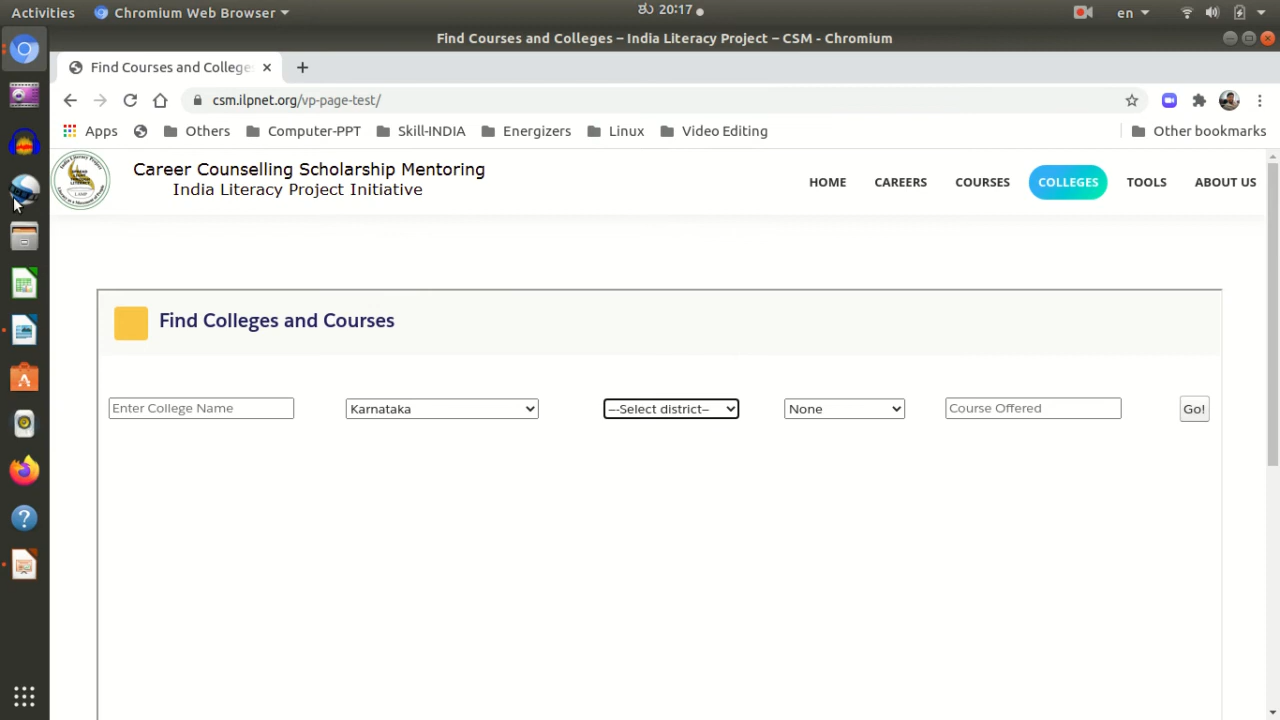 Activities
Chromium Web Browser
ಶ 20:17
en
Find Courses and Colleges – India Literacy Project – CSM - Chromium
Find Courses and College
csm.ilpnet.org/vp-page-test/
Apps
Others
Computer-PPT
Skill-INDIA
Energizers
Linux
Video Editing
Other bookmarks
Career Counselling Scholarship Mentoring
India Literacy Project Initiative
HOME
CAREERS
COURSES
COLLEGES
TOOLS
ABOUT US
Find Colleges and Courses
Enter College Name
Karnataka
---Select district--
None
Course Offered
Go!